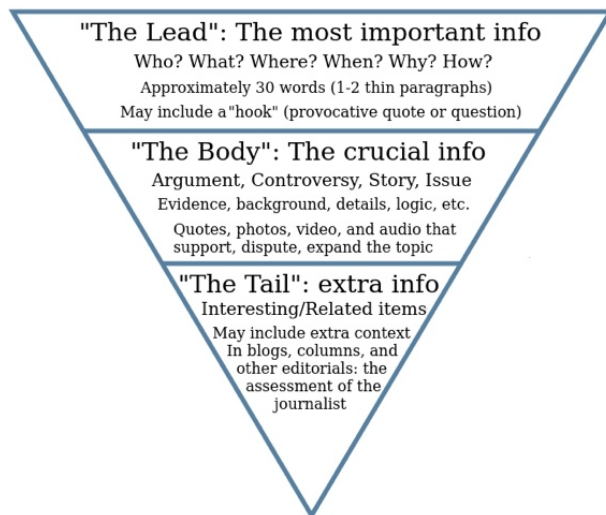 "The Lead": The most important info
Who? What? Where? When? Why? How?
Approximately 30 words (1-2 thin paragraphs)
May include a "hook" (provocative quote or question)
"The Body": The crucial info
Argument, Controversy, Story, Issue
Evidence, background, details, logic, etc.
Quotes, photos, video, and audio that
support, dispute, expand the topic
"The Tail": extra info
Interesting/Related items
May include extra context
In blogs, columns, and
other editorials: the
assessment of the
journalist